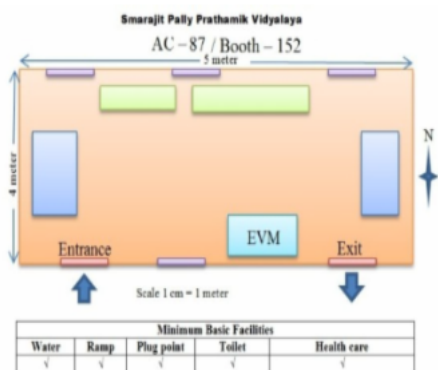 Smarajit Pally Prathamik Vidyalaya
AC – 87 / Booth – 152
5 meter
4 meter
N
EVM
Entrance
Exit
Scale 1 cm = 1 meter
Minimum Basic Facilities
Water Ramp Plug point Toilet Health care
√ √ √ √ √